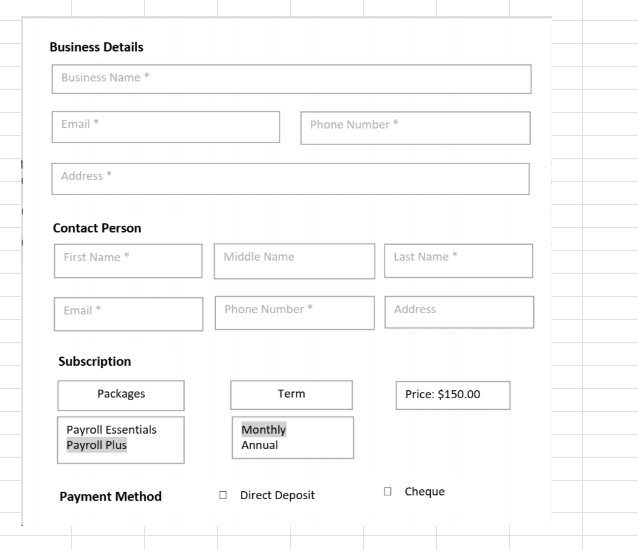 Business Details
Business Name *
Email *
Phone Number *
Address *
Contact Person
First Name *
Middle Name
Last Name *
Email *
Phone Number *
Address
Subscription
Packages
Term
Price: $150.00
Payroll Essentials
Payroll Plus
Monthly
Annual
Payment Method
Direct Deposit
Cheque